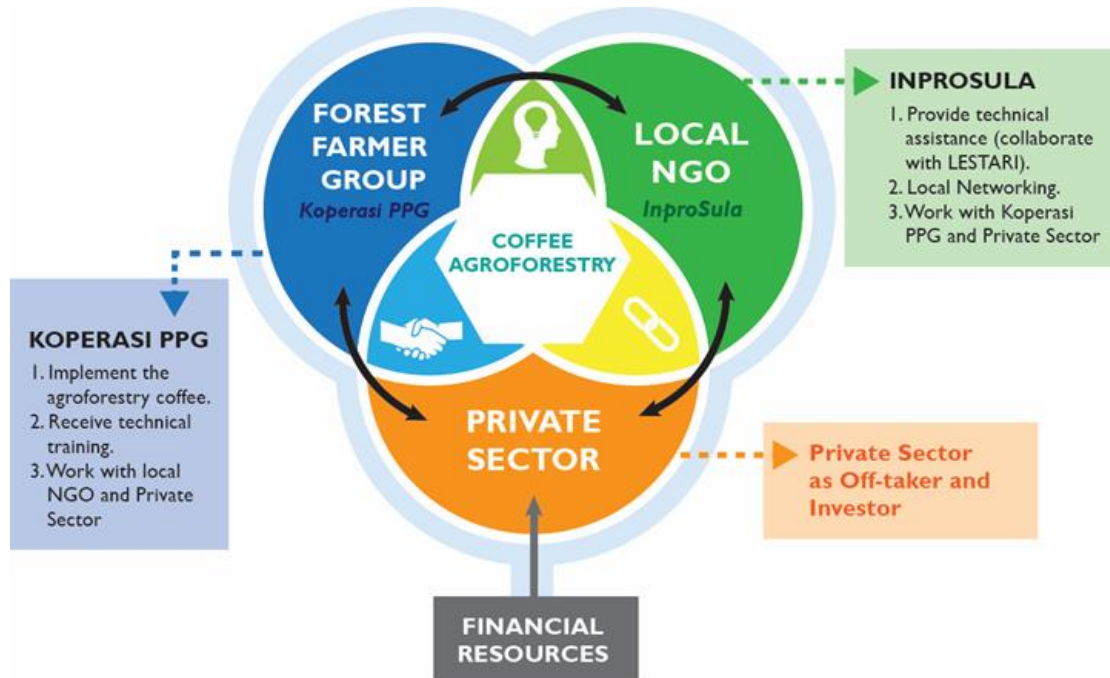 FOREST
FARMER
GROUP
Koperasi PPG
LOCAL
NGO
InproSula
COFFEE
AGROFORESTRY
PRIVATE
SECTOR
FINANCIAL
RESOURCES
INPROSULA
1. Provide technical
assistance (collaborate
with LESTARI).
2. Local Networking.
3. Work with Koperasi
PPG and Private Sector
KOPERASI PPG
1. Implement the
agroforestry coffee.
2. Receive technical
training.
3. Work with local
NGO and Private
Sector
Private Sector
as Off-taker and
Investor